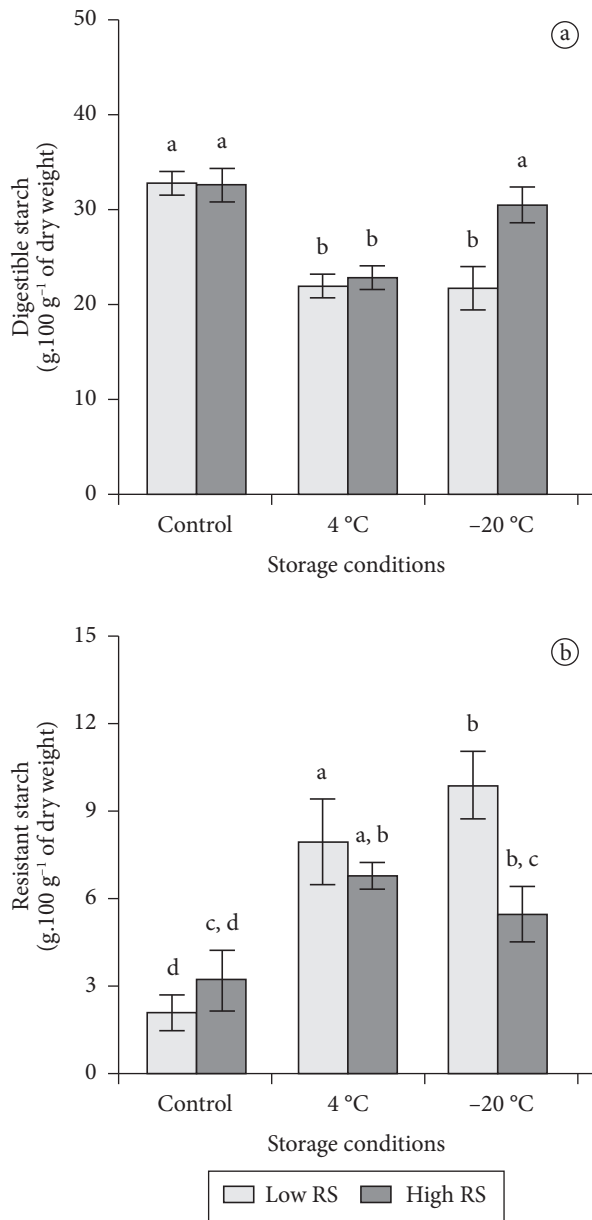 50
a
40
a a a
30
b b b
20
10
0
Digestible starch
(g.100 g⁻¹ of dry weight)
Control 4 °C –20 °C
Storage conditions
15
b
12
b
a
9
a, b
b, c
6
c, d
d
3
0
Resistant starch
(g.100 g⁻¹ of dry weight)
Control 4 °C –20 °C
Storage conditions
Low RS High RS